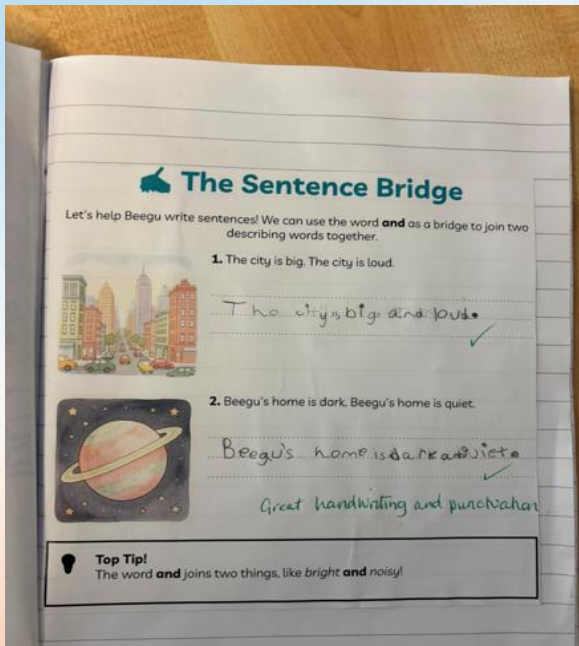 The Sentence Bridge
Let's help Beegu write sentences! We can use the word and as a bridge to join two
describing words together.
1. The city is big. The city is loud.
The city is big and loud.
2. Beegu's home is dark. Beegu's home is quiet.
Beegu's home is dark
Great handwriting and punctuation
Top Tip!
The word and joins two things, like bright and noisy!